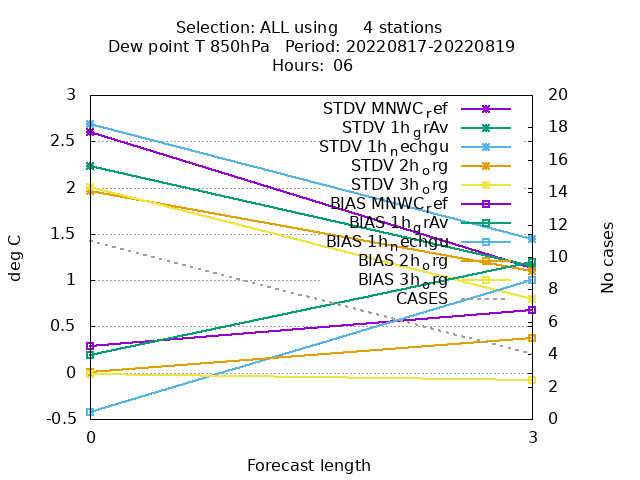 Selection: ALL using 4 stations
Dew point T 850hPa Period: 20220817-20220819
Hours: 06
3
2.5
2
1.5
1
0.5
0
-0.5
deg C
STDV MNWC_ref
STDV 1h_grAv
STDV 1h_nechgu
STDV 2h_org
STDV 3h_org
BIAS MNWC_ref
BIAS 1h_grAv
BIAS 1h_nechgu
BIAS 2h_org
BIAS 3h_org
CASES
20
18
16
14
12
10
8
6
4
2
0
No cases
0 3
Forecast length